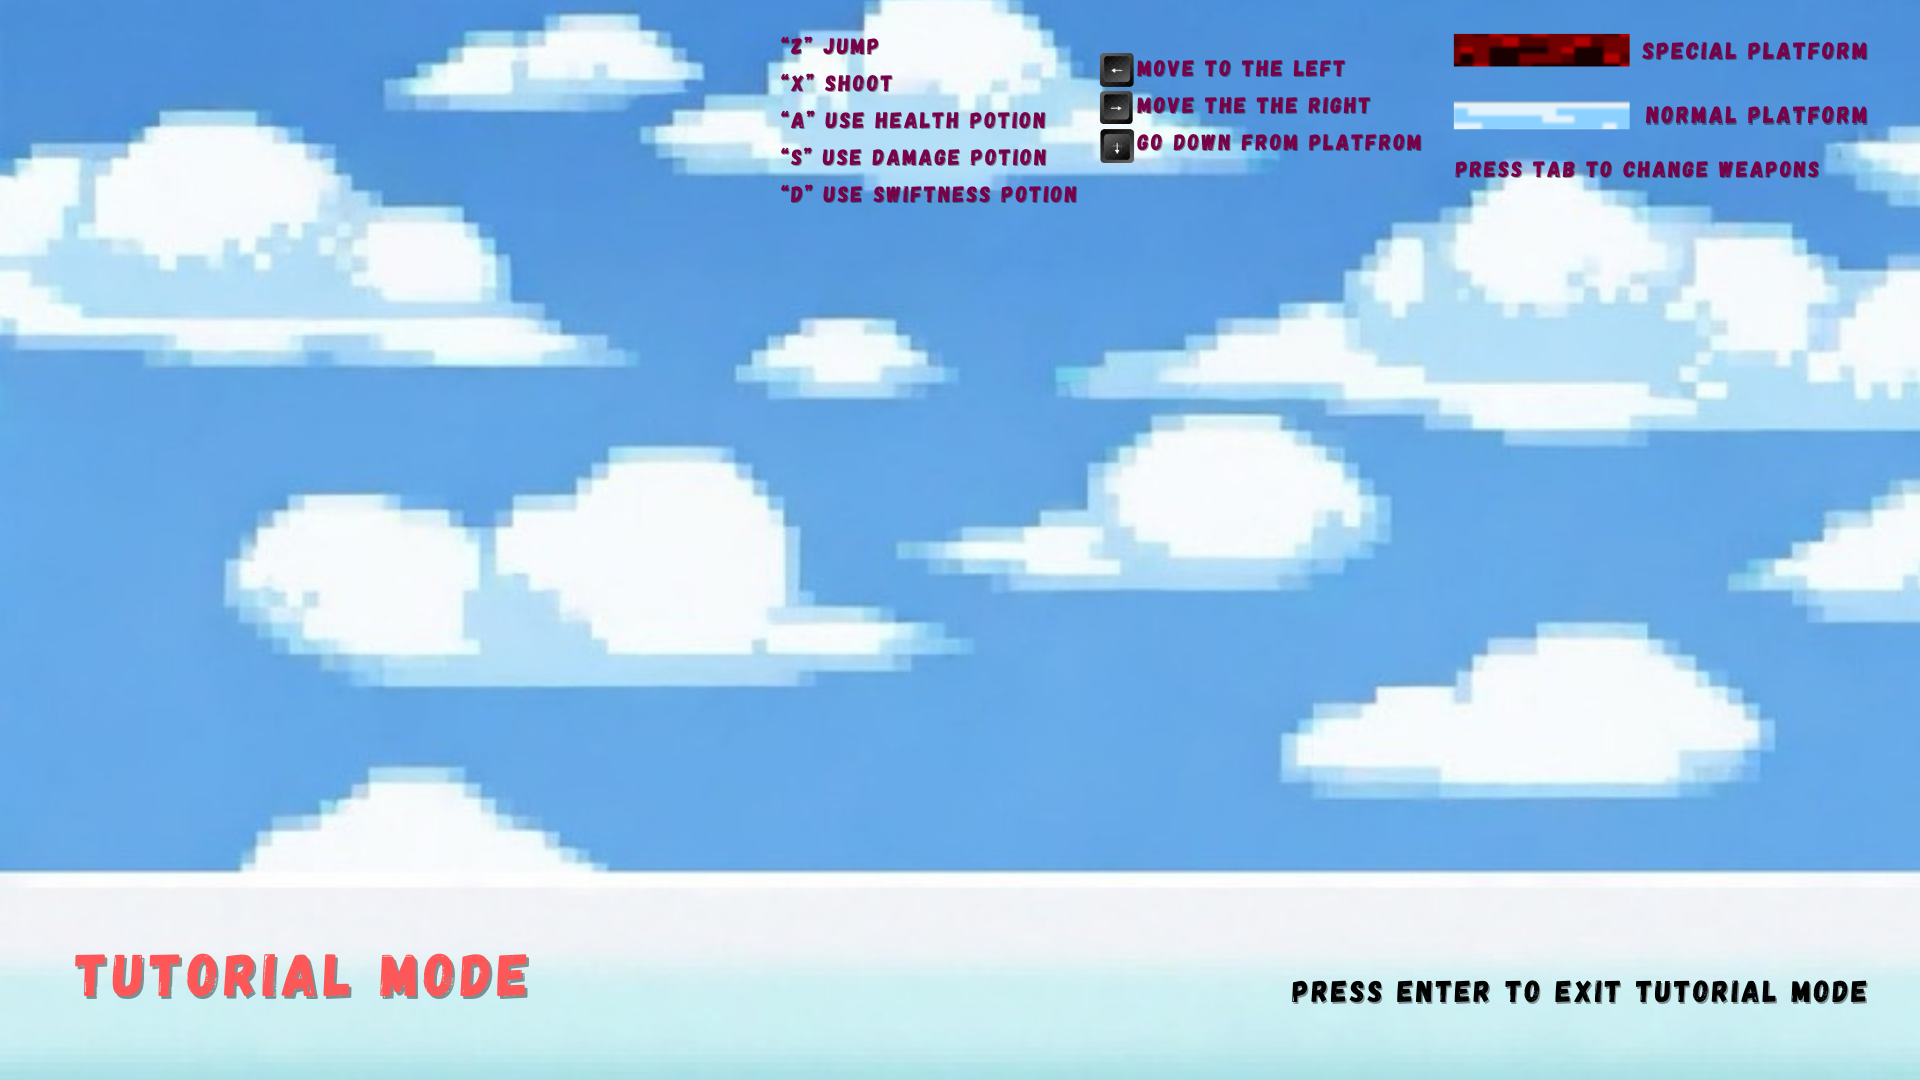 “Z” JUMP
“X” SHOOT
“A” USE HEALTH POTION
“S” USE DAMAGE POTION
“D” USE SWIFTNESS POTION
← MOVE TO THE LEFT
→ MOVE THE THE RIGHT
↓ GO DOWN FROM PLATFROM
SPECIAL PLATFORM
NORMAL PLATFORM
PRESS TAB TO CHANGE WEAPONS
TUTORIAL MODE
PRESS ENTER TO EXIT TUTORIAL MODE